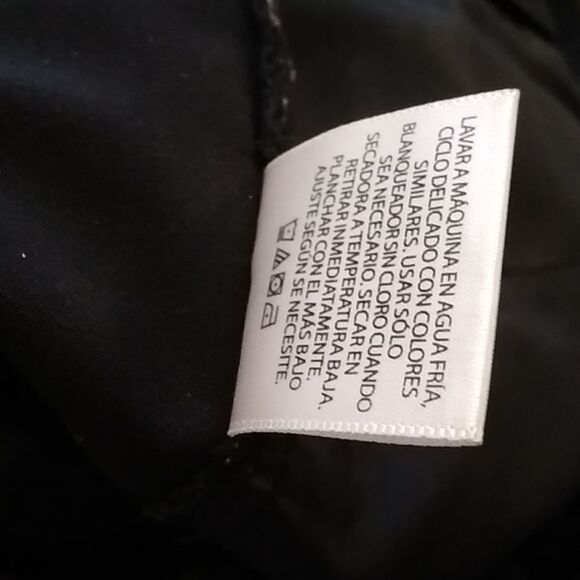 LAVAR A MÁQUINA EN AGUA FRÍA,
CICLO DELICADO CON COLORES
SIMILARES. USAR SÓLO
BLANQUEADOR SIN CLORO CUANDO
SEA NECESARIO. SECAR EN
SECADORA A TEMPERATURA BAJA.
RETIRAR INMEDIATAMENTE.
PLANCHAR CON EL MÁS BAJO
AJUSTE SEGÚN SE NECESITE.